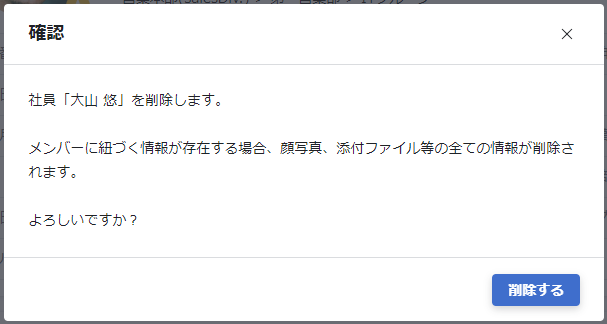 確認
社員「大山 悠」を削除します。
メンバーに紐づく情報が存在する場合、顔写真、添付ファイル等の全ての情報が削除さ
れます。
よろしいですか？
削除する